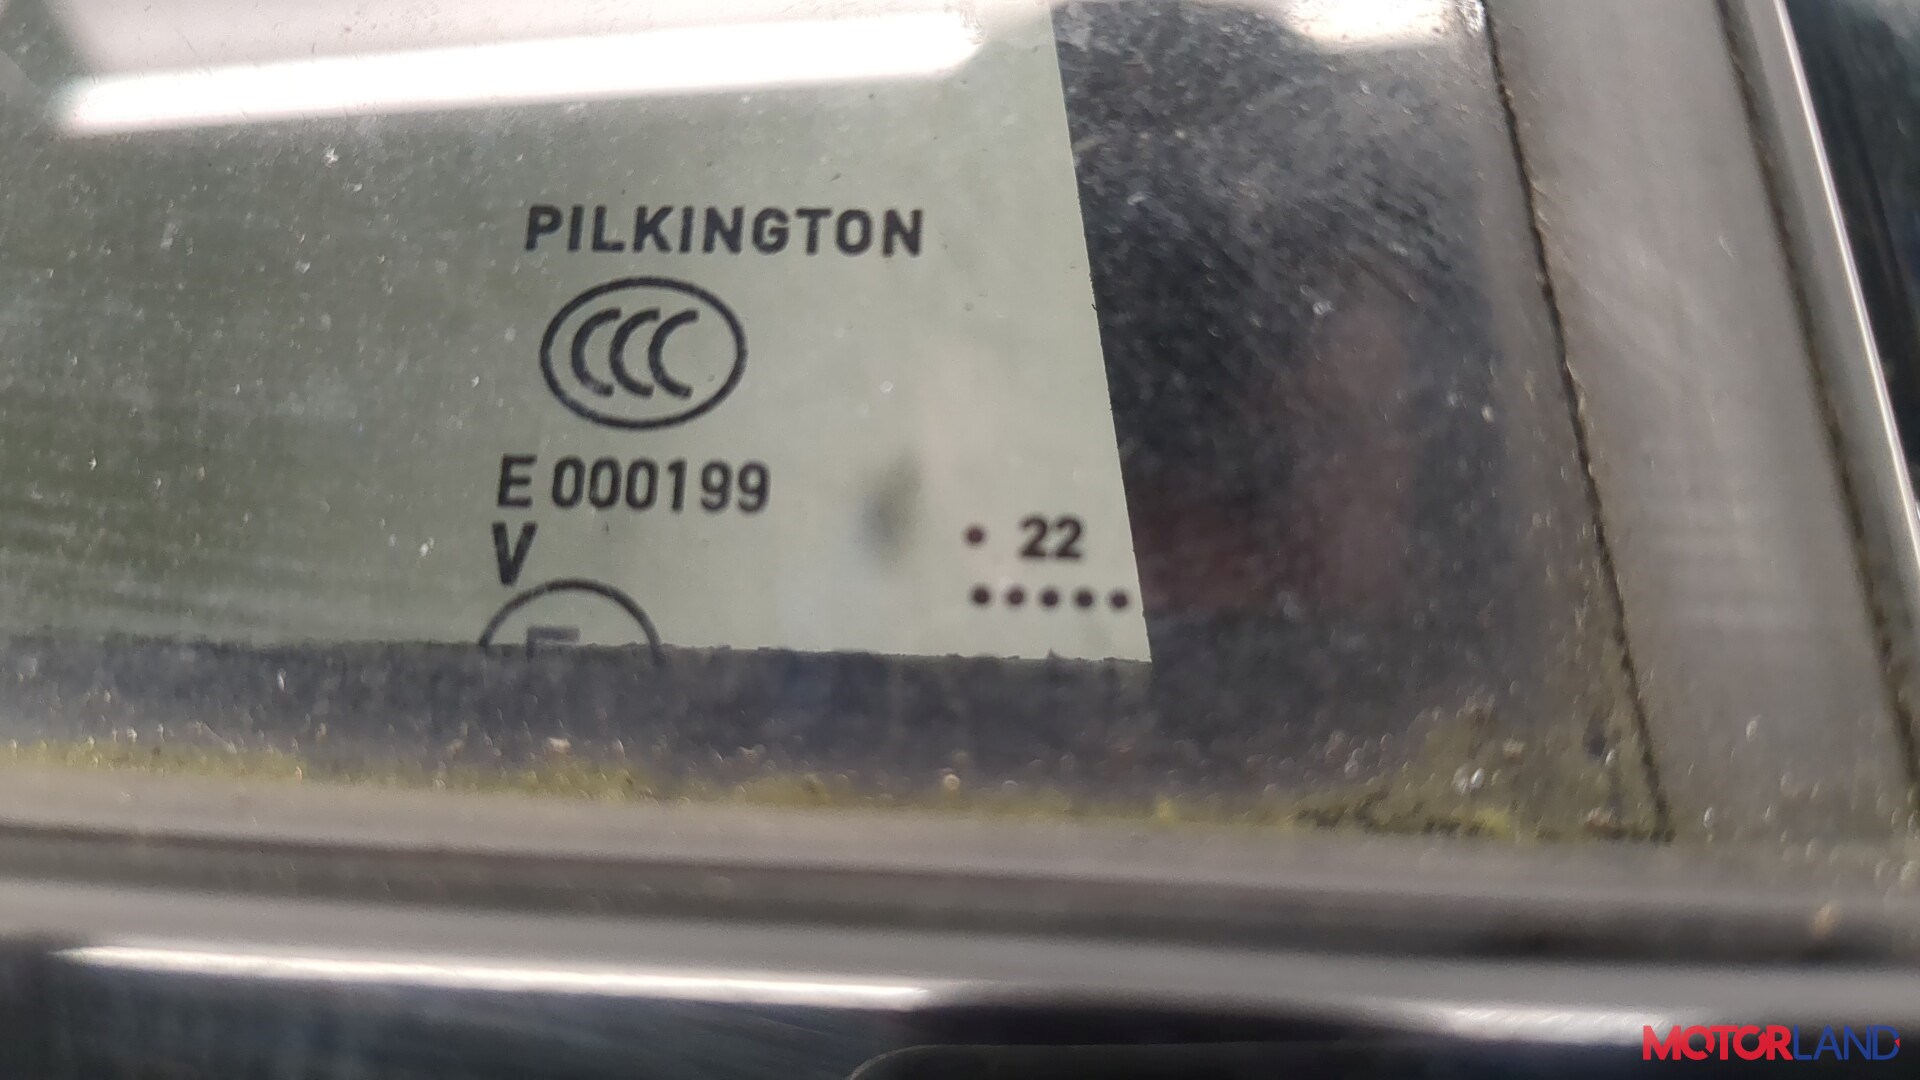 PILKINGTON
CCC
E 000199
V
• 22
•••••
E
MOTORLAND